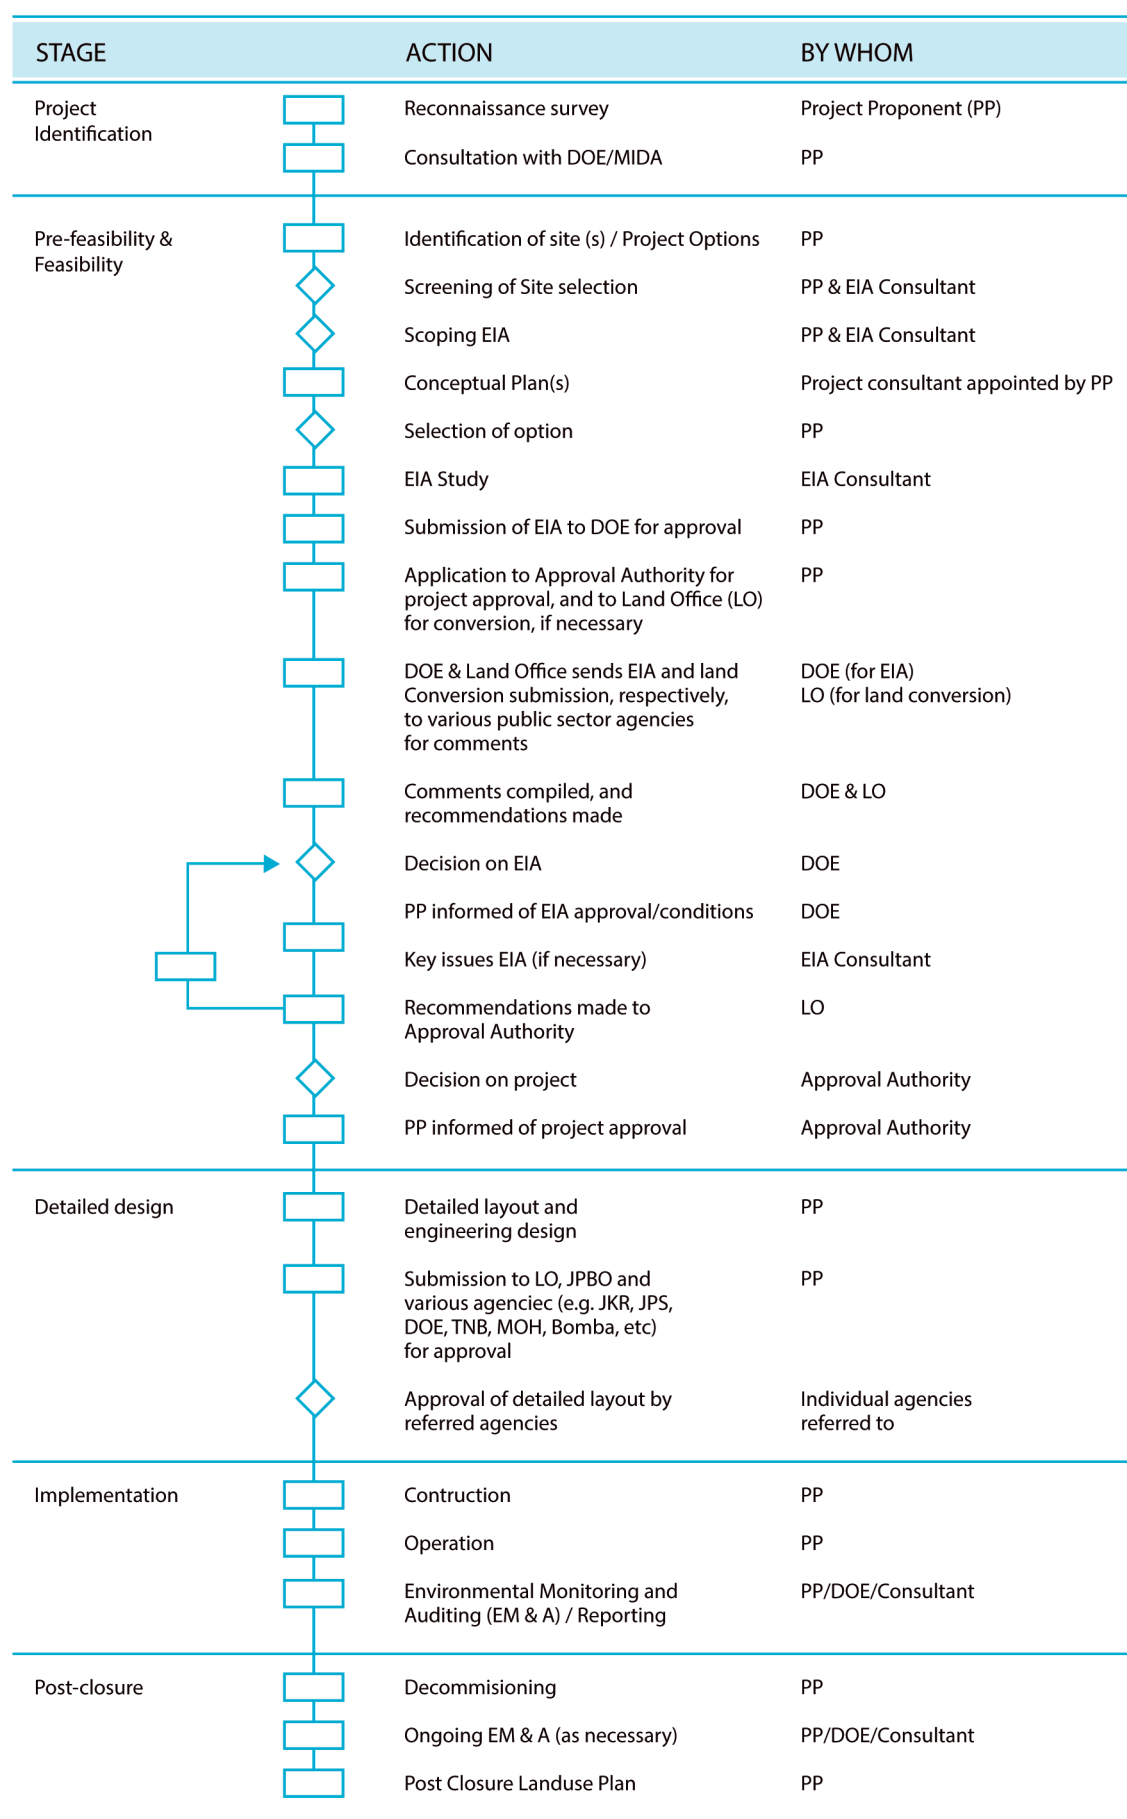 STAGE ACTION BY WHOM
Project
Identification
Reconnaissance survey Project Proponent (PP)
Consultation with DOE/MIDA PP
Pre-feasibility &
Feasibility
Identification of site (s) / Project Options PP
Screening of Site selection PP & EIA Consultant
Scoping EIA PP & EIA Consultant
Conceptual Plan(s) Project consultant appointed by PP
Selection of option PP
EIA Study EIA Consultant
Submission of EIA to DOE for approval PP
Application to Approval Authority for PP
project approval, and to Land Office (LO)
for conversion, if necessary
DOE & Land Office sends EIA and land DOE (for EIA)
Conversion submission, respectively, LO (for land conversion)
to various public sector agencies
for comments
Comments compiled, and DOE & LO
recommendations made
Decision on EIA DOE
PP informed of EIA approval/conditions DOE
Key issues EIA (if necessary) EIA Consultant
Recommendations made to LO
Approval Authority
Decision on project Approval Authority
PP informed of project approval Approval Authority
Detailed design Detailed layout and PP
engineering design
Submission to LO, JPBO and PP
various agenciec (e.g. JKR, JPS,
DOE, TNB, MOH, Bomba, etc)
for approval
Approval of detailed layout by Individual agencies
referred agencies referred to
Implementation Contruction PP
Operation PP
Environmental Monitoring and PP/DOE/Consultant
Auditing (EM & A) / Reporting
Post-closure Decommisioning PP
Ongoing EM & A (as necessary) PP/DOE/Consultant
Post Closure Landuse Plan PP